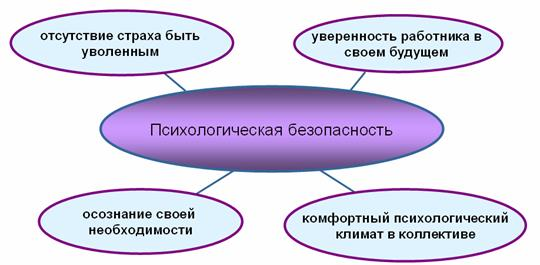 отсутствие страха быть
уволенным
уверенность работника в
своем будущем
Психологическая безопасность
осознание своей
необходимости
комфортный психологический
климат в коллективе